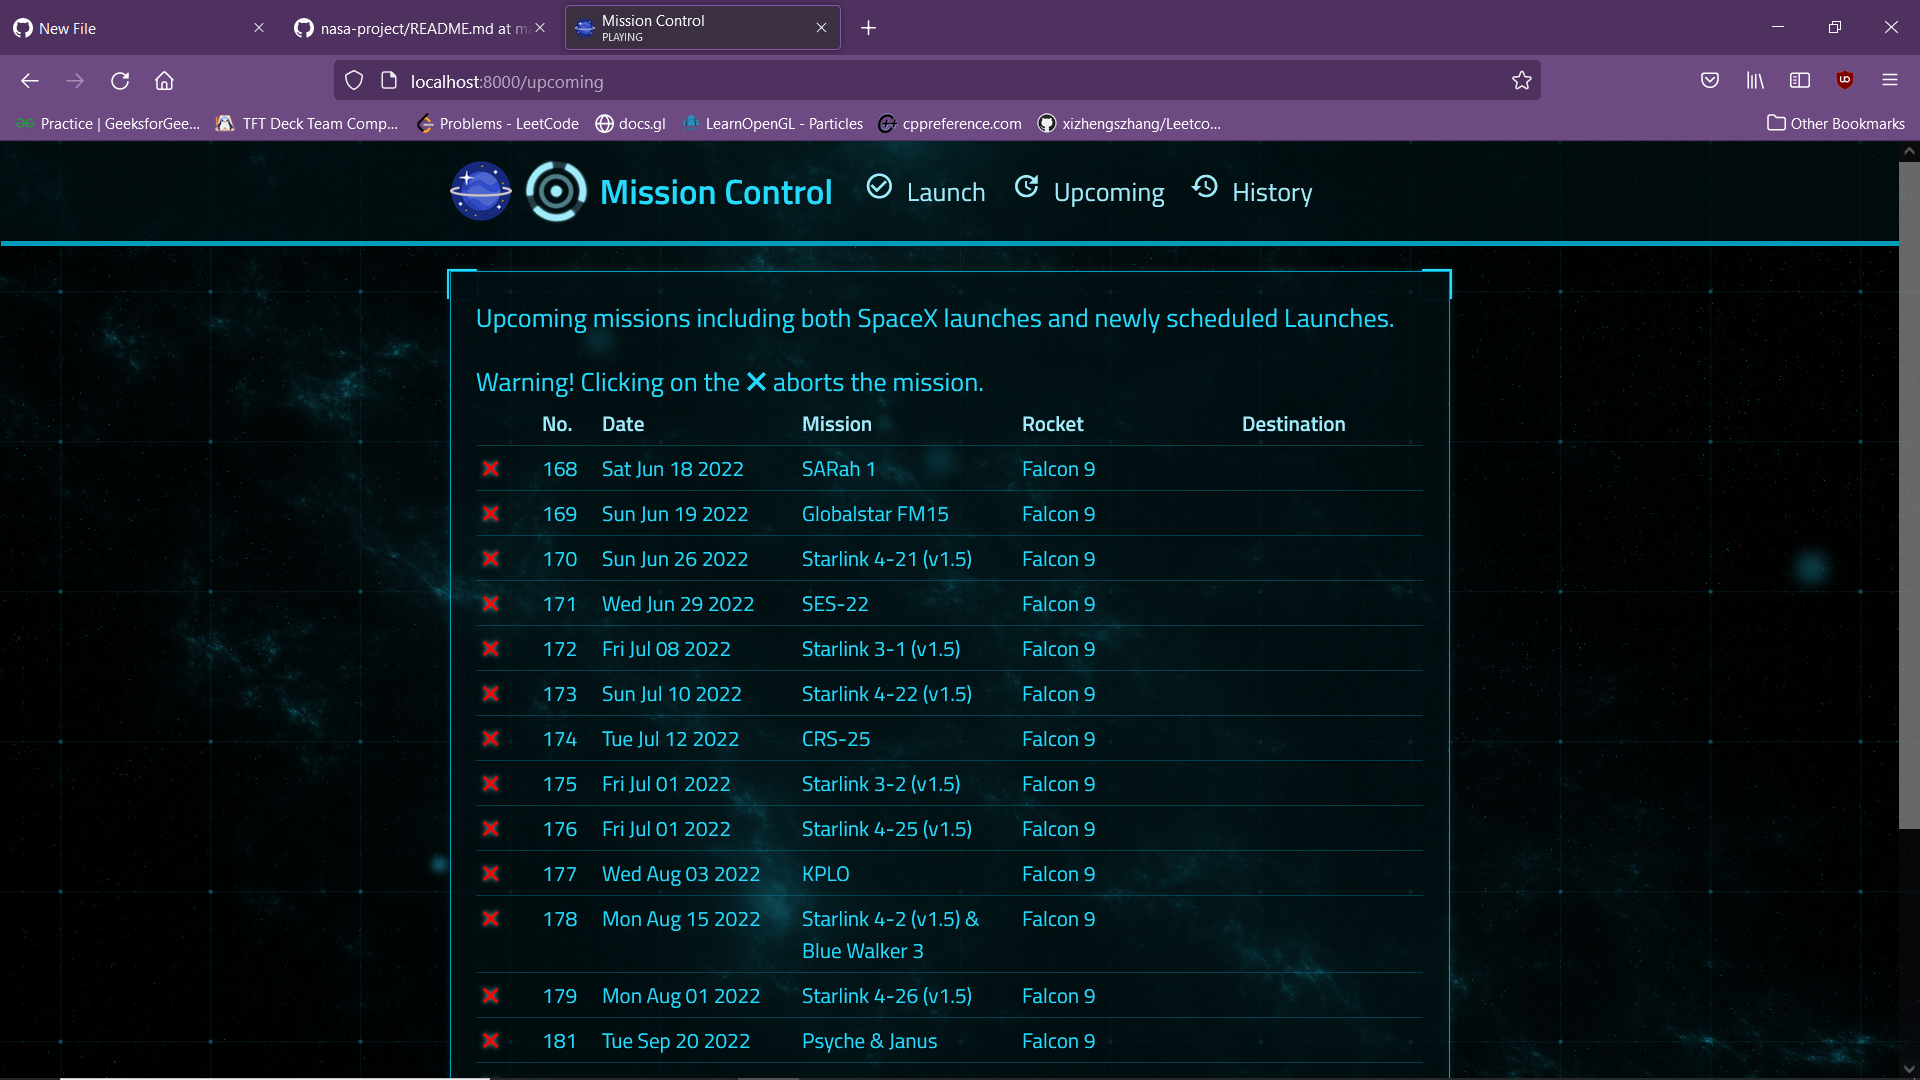 New File
nasa-project/README.md at ma
Mission Control
PLAYING
localhost:8000/upcoming
Practice | GeeksforGee...
TFT Deck Team Comp...
Problems - LeetCode
docs.gl
LearnOpenGL - Particles
cppreference.com
xizhengszhang/Leetco...
Other Bookmarks
Mission Control
Launch
Upcoming
History
Upcoming missions including both SpaceX launches and newly scheduled Launches.
Warning! Clicking on the ✕ aborts the mission.
No. Date Mission Rocket Destination
✕ 168 Sat Jun 18 2022 SARah 1 Falcon 9
✕ 169 Sun Jun 19 2022 Globalstar FM15 Falcon 9
✕ 170 Sun Jun 26 2022 Starlink 4-21 (v1.5) Falcon 9
✕ 171 Wed Jun 29 2022 SES-22 Falcon 9
✕ 172 Fri Jul 08 2022 Starlink 3-1 (v1.5) Falcon 9
✕ 173 Sun Jul 10 2022 Starlink 4-22 (v1.5) Falcon 9
✕ 174 Tue Jul 12 2022 CRS-25 Falcon 9
✕ 175 Fri Jul 01 2022 Starlink 3-2 (v1.5) Falcon 9
✕ 176 Fri Jul 01 2022 Starlink 4-25 (v1.5) Falcon 9
✕ 177 Wed Aug 03 2022 KPLO Falcon 9
✕ 178 Mon Aug 15 2022 Starlink 4-2 (v1.5) & Falcon 9
Blue Walker 3
✕ 179 Mon Aug 01 2022 Starlink 4-26 (v1.5) Falcon 9
✕ 181 Tue Sep 20 2022 Psyche & Janus Falcon 9